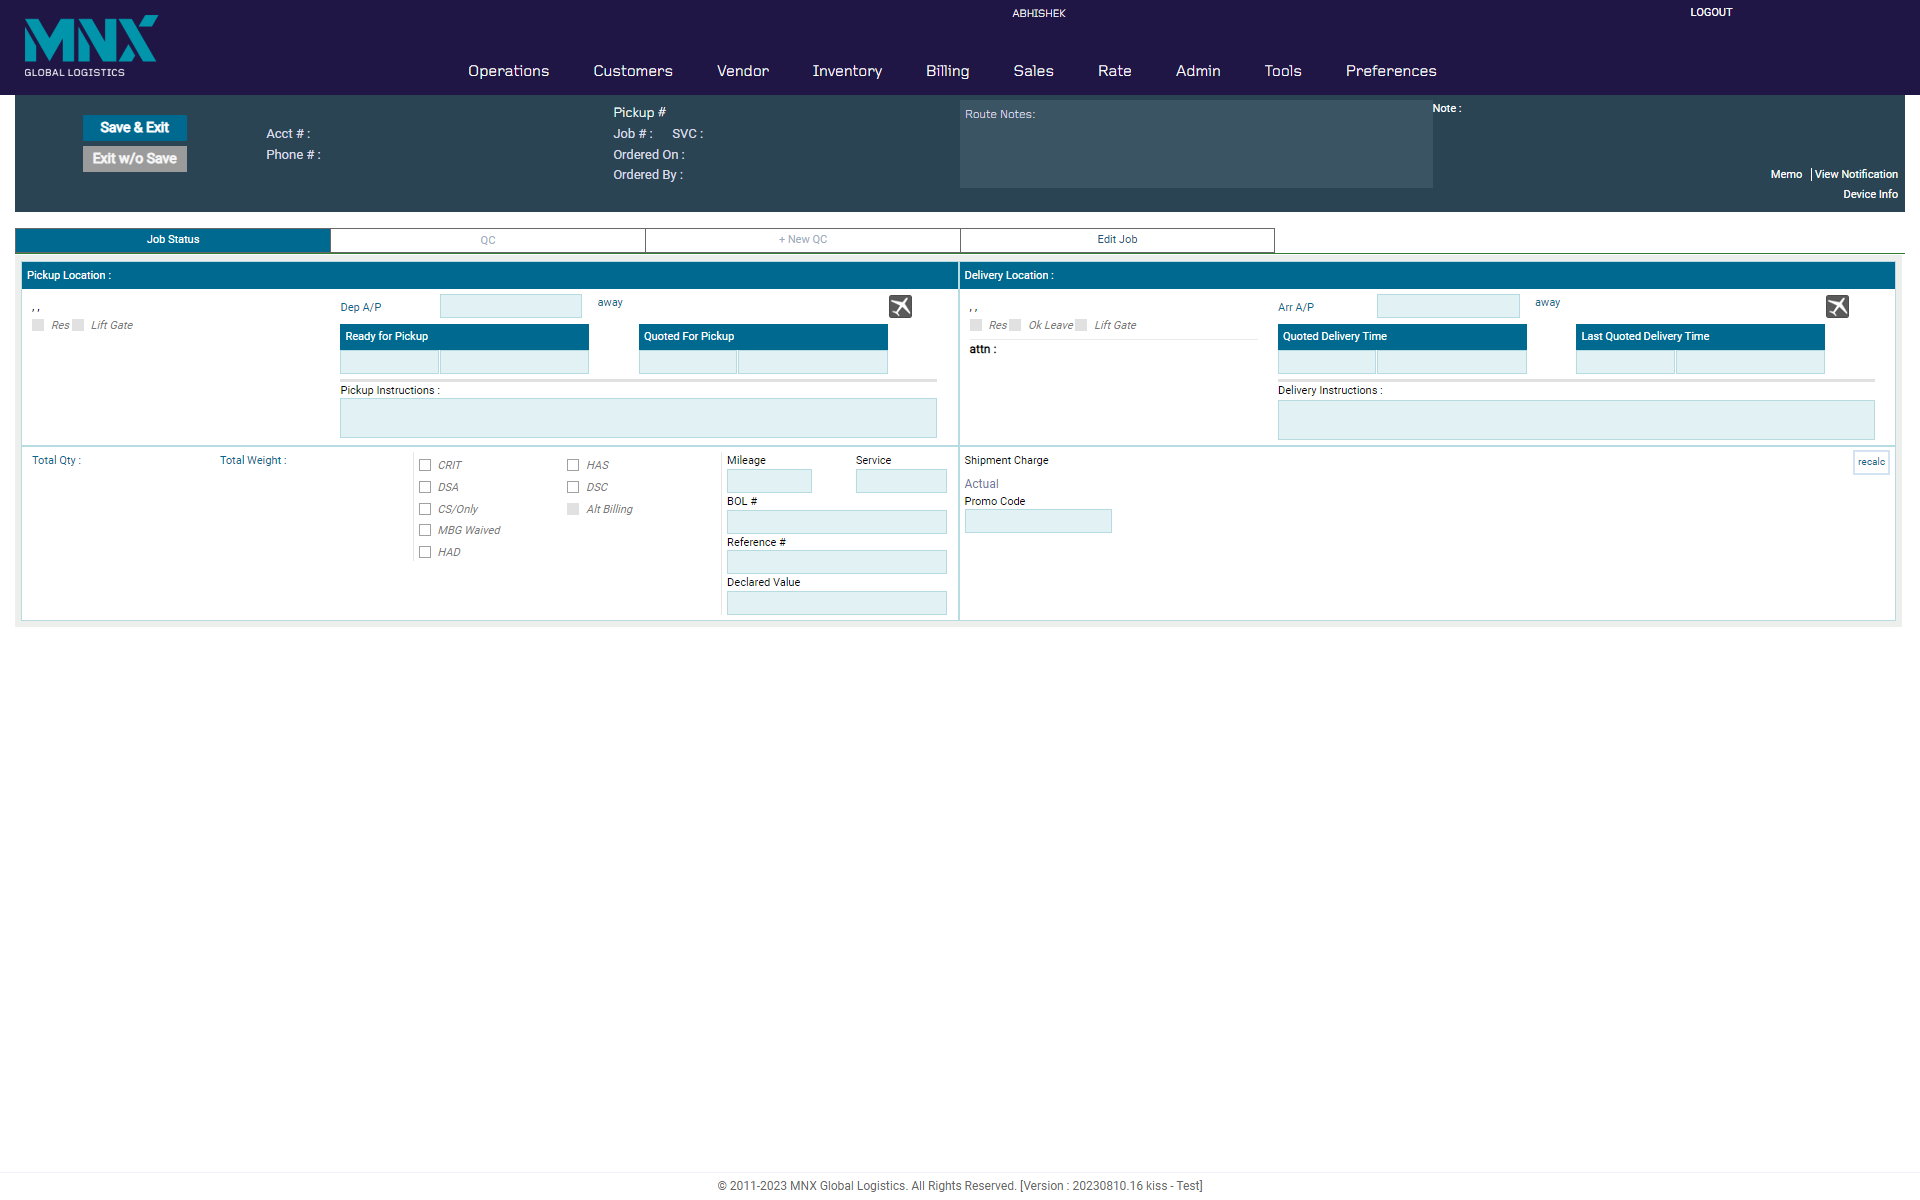 MNX
GLOBAL LOGISTICS
ABHISHEK
LOGOUT
Operations Customers Vendor Inventory Billing Sales Rate Admin Tools Preferences
Save & Exit
Exit w/o Save
Acct # :
Phone # :
Pickup #
Job # : SVC :
Ordered On :
Ordered By :
Route Notes:
Note :
Memo View Notification
Device Info
Job Status QC + New QC Edit Job
Pickup Location :
, ,
Res Lift Gate
Dep A/P away
Ready for Pickup Quoted For Pickup
Pickup Instructions :
Delivery Location :
, ,
Res Ok Leave Lift Gate
attn :
Arr A/P away
Quoted Delivery Time Last Quoted Delivery Time
Delivery Instructions :
Total Qty : Total Weight :
CRIT HAS
DSA DSC
CS/Only Alt Billing
MBG Waived
HAD
Mileage Service
BOL #
Reference #
Declared Value
Shipment Charge
recalc
Actual
Promo Code
© 2011-2023 MNX Global Logistics. All Rights Reserved. [Version : 20230810.16 kiss - Test]